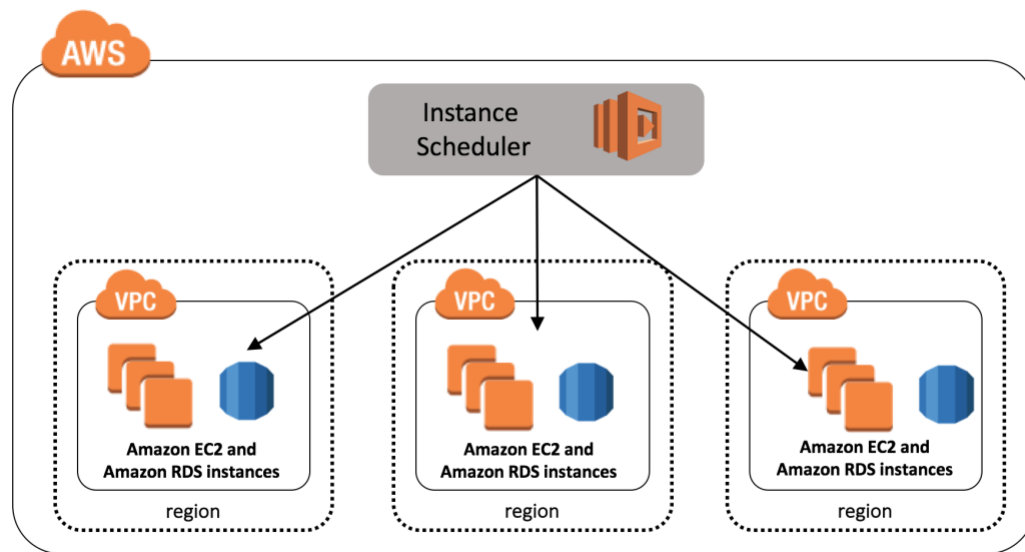 AWS
Instance
Scheduler
VPC
Amazon EC2 and
Amazon RDS instances
region
VPC
Amazon EC2 and
Amazon RDS instances
region
VPC
Amazon EC2 and
Amazon RDS instances
region